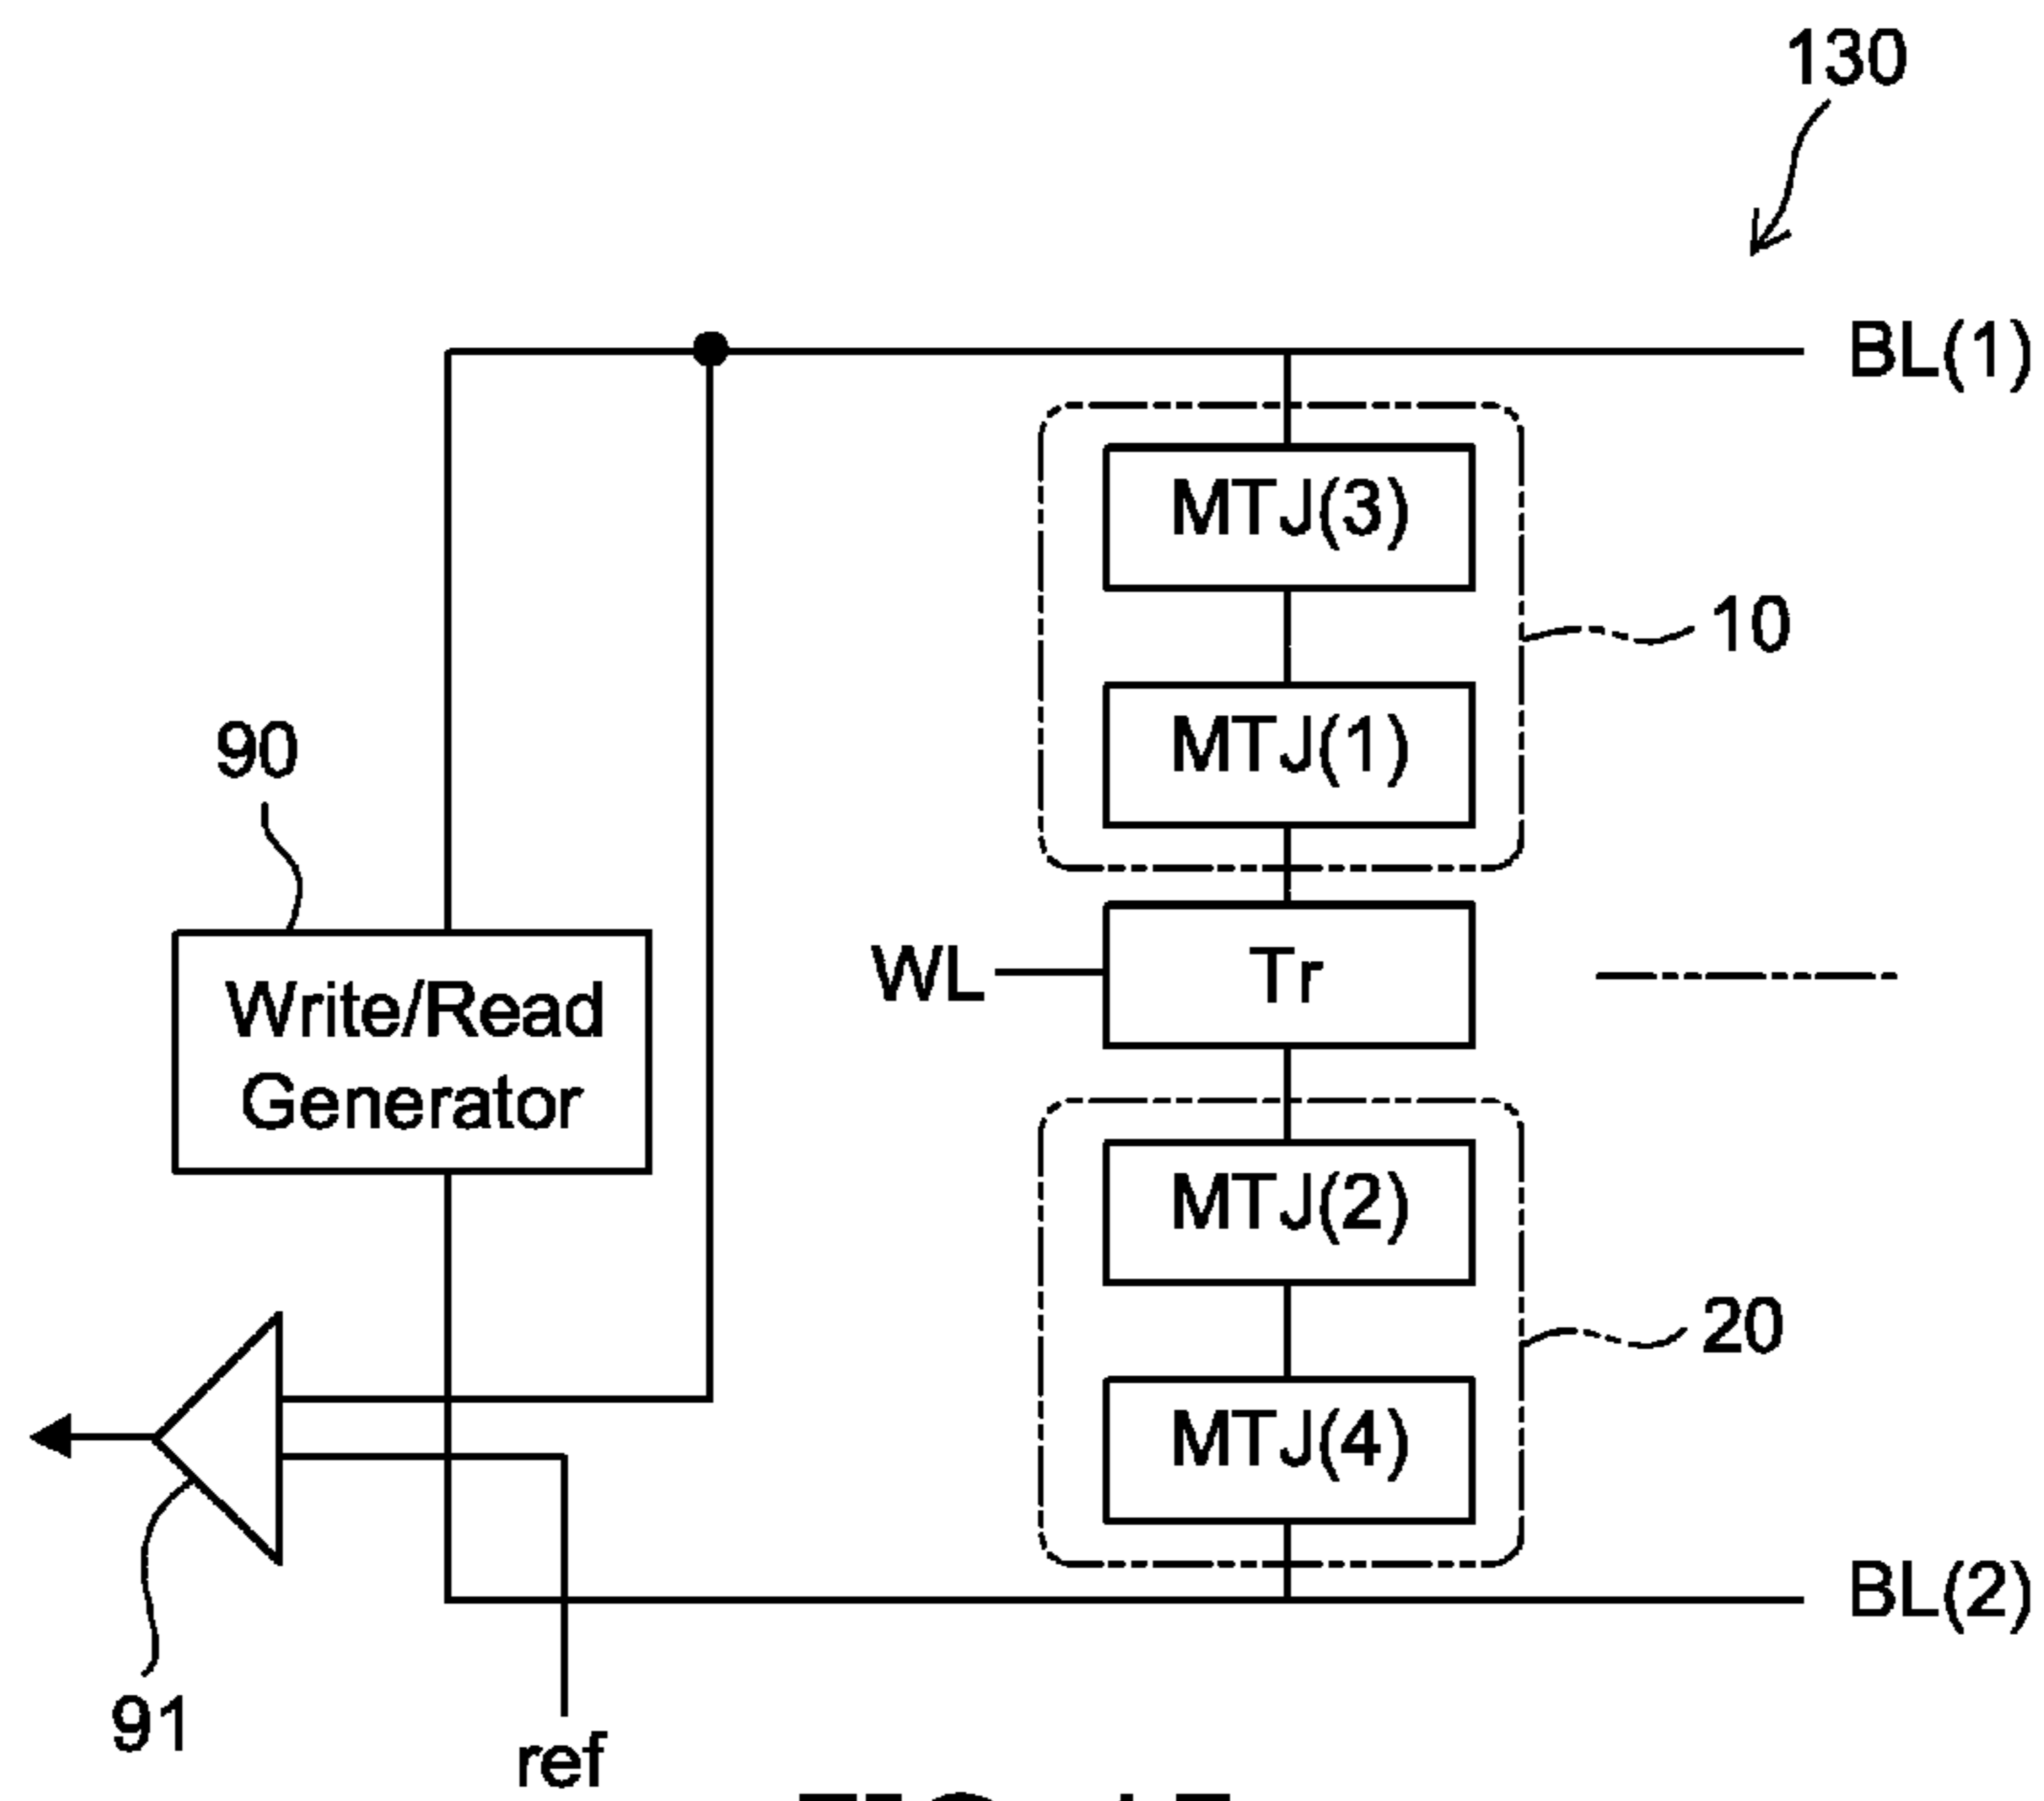 130
BL(1)
MTJ(3)
10
MTJ(1)
90
Write/Read
Generator
WL
Tr
MTJ(2)
20
MTJ(4)
BL(2)
91
ref